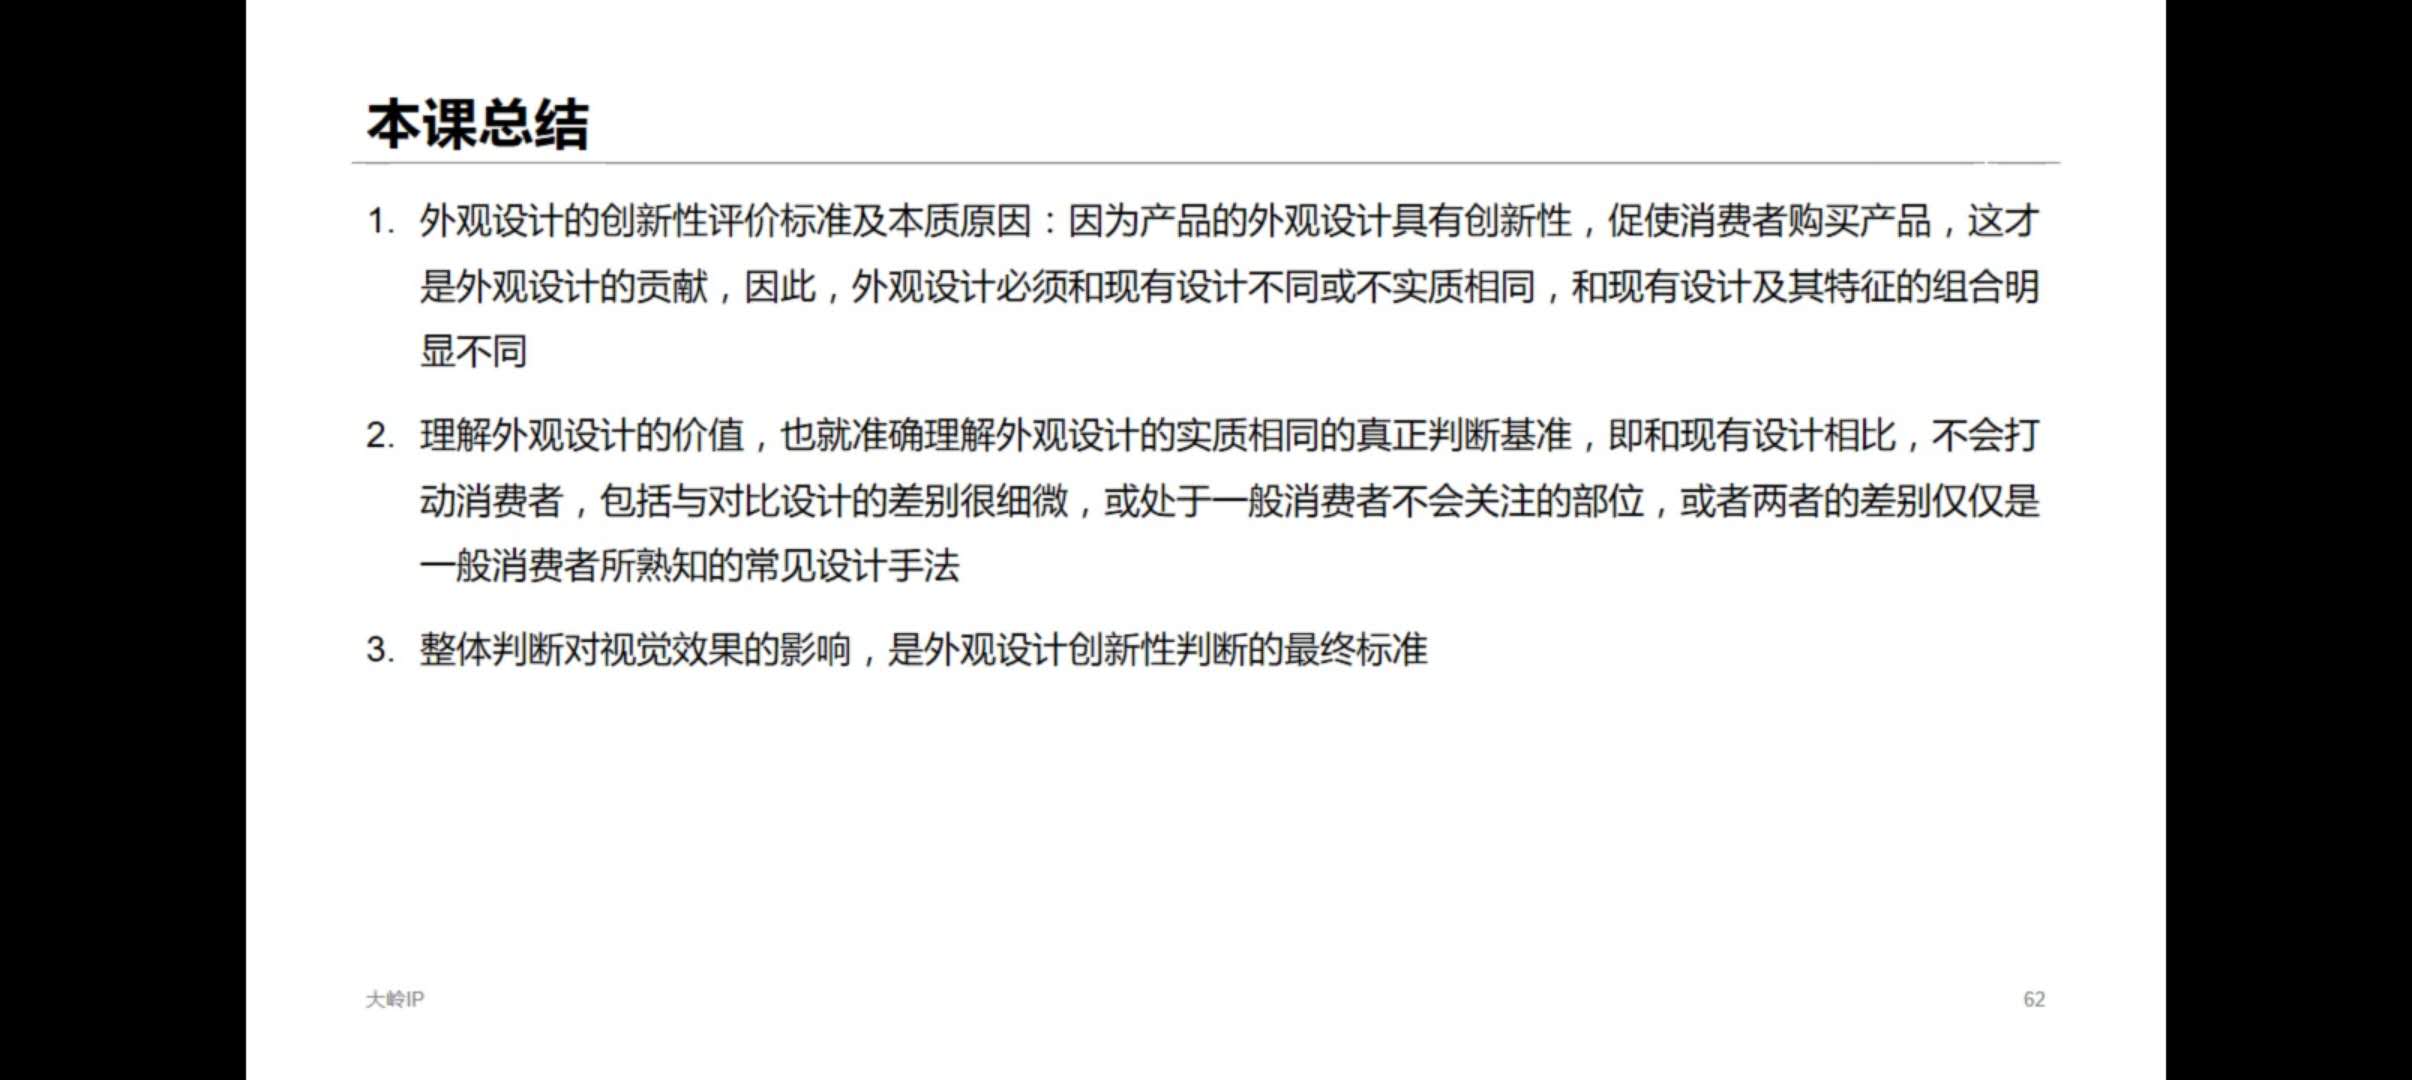 本课总结
1. 外观设计的创新性评价标准及本质原因：因为产品的外观设计具有创新性，促使消费者购买产品，这才
是外观设计的贡献，因此，外观设计必须和现有设计不同或不实质相同，和现有设计及其特征的组合明
显不同
2. 理解外观设计的价值，也就准确理解外观设计的实质相同的真正判断基准，即和现有设计相比，不会打
动消费者，包括与对比设计的差别很细微，或处于一般消费者不会关注的部位，或者两者的差别仅仅是
一般消费者所熟知的常见设计手法
3. 整体判断对视觉效果的影响，是外观设计创新性判断的最终标准
大岭IP
62